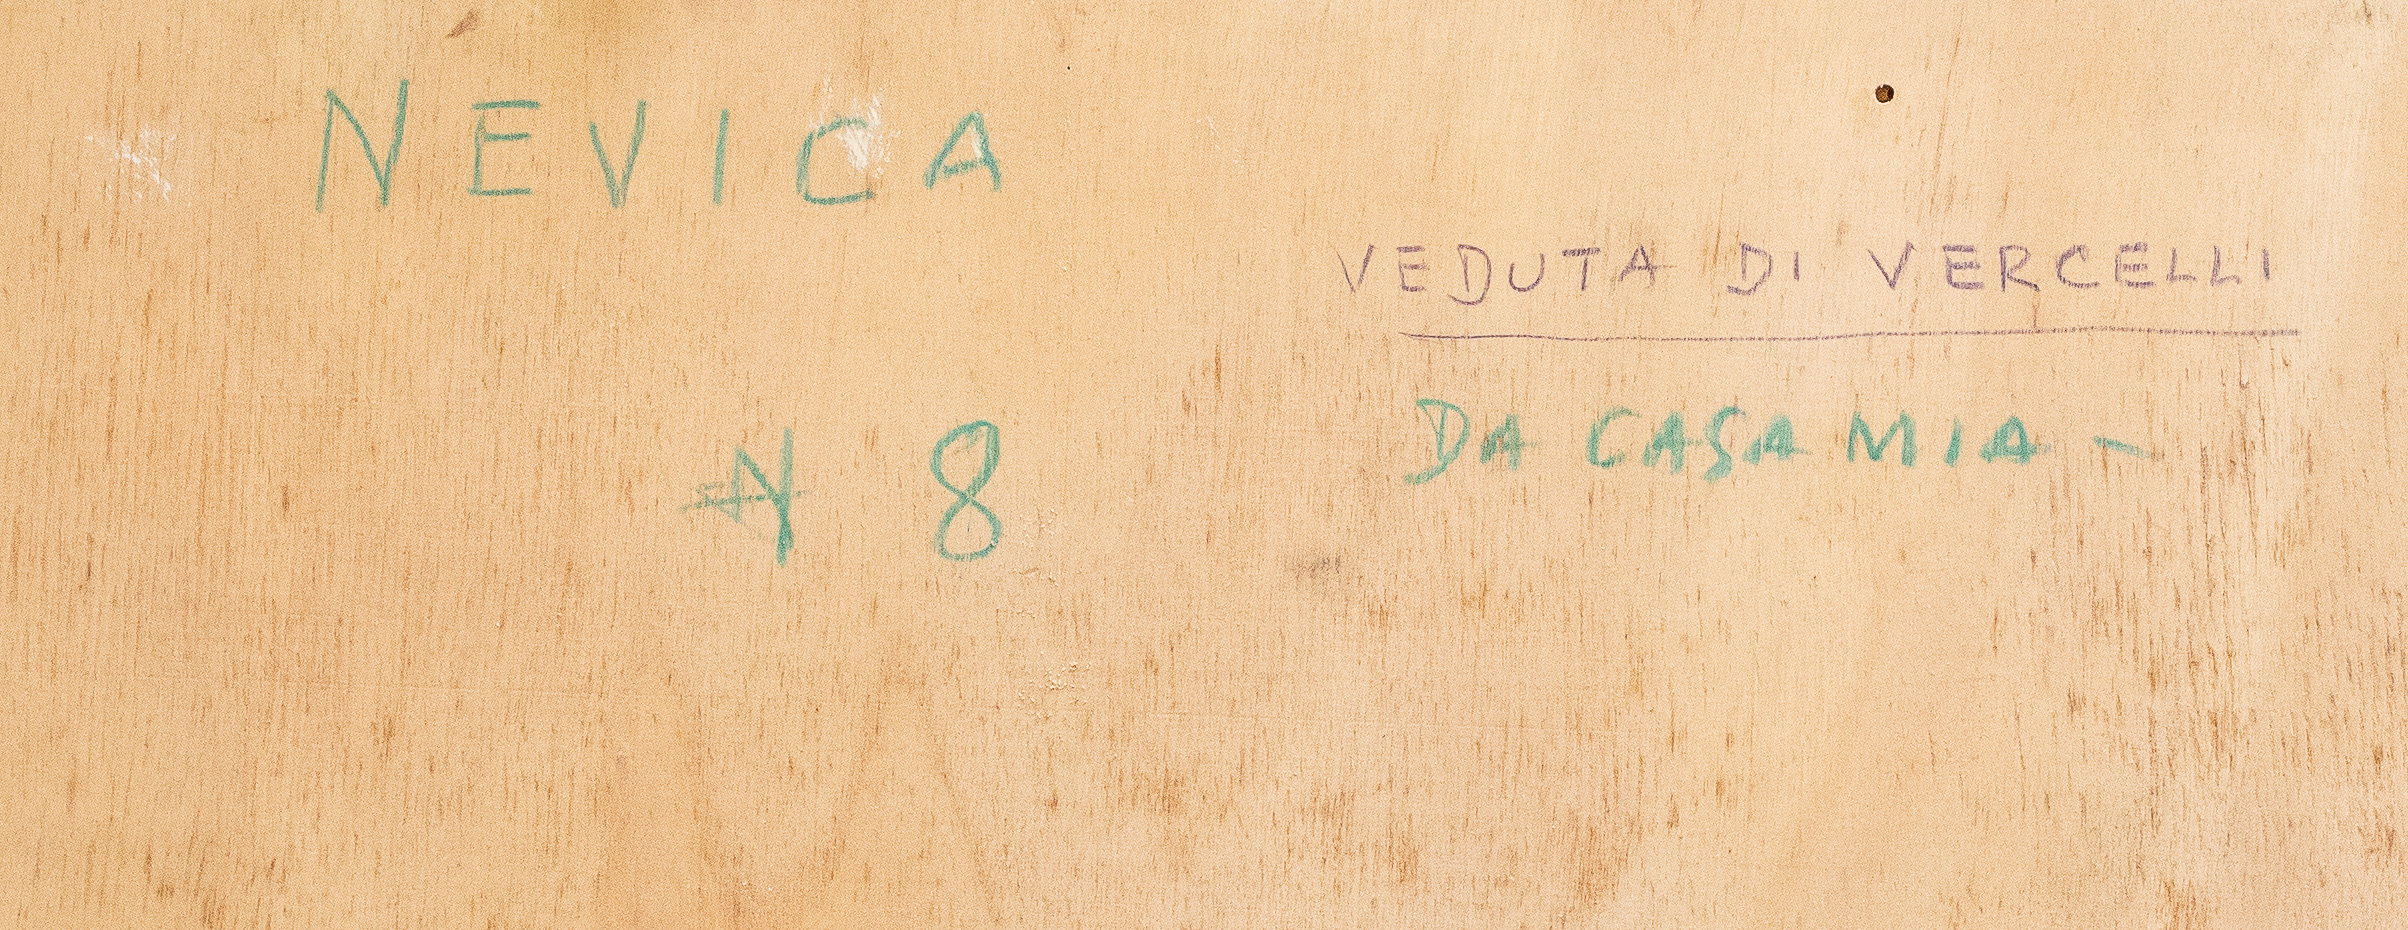 NEVICA
VEDUTA DI VERCELLI
DA CASA MIA -
N 8